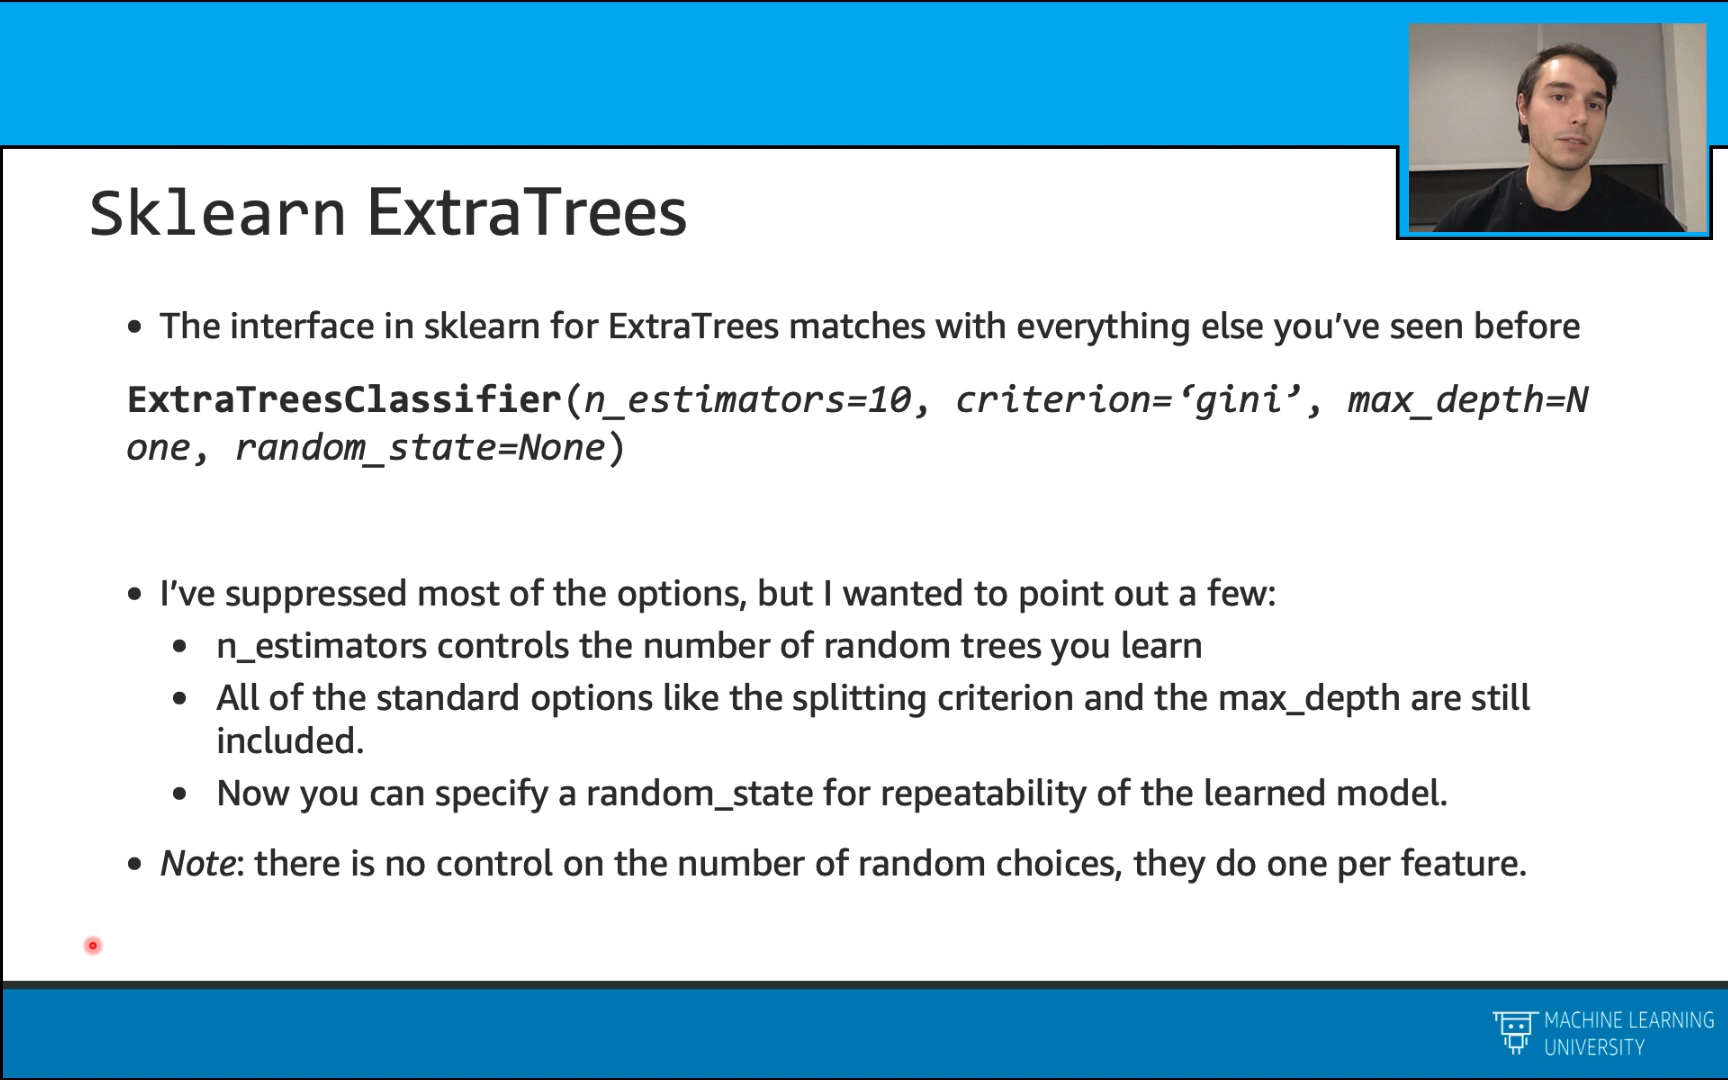 Sklearn ExtraTrees
• The interface in sklearn for ExtraTrees matches with everything else you’ve seen before
ExtraTreesClassifier(n_estimators=10, criterion=‘gini’, max_depth=N
one, random_state=None)
• I’ve suppressed most of the options, but I wanted to point out a few:
• n_estimators controls the number of random trees you learn
• All of the standard options like the splitting criterion and the max_depth are still
included.
• Now you can specify a random_state for repeatability of the learned model.
• Note: there is no control on the number of random choices, they do one per feature.
MACHINE LEARNING
UNIVERSITY